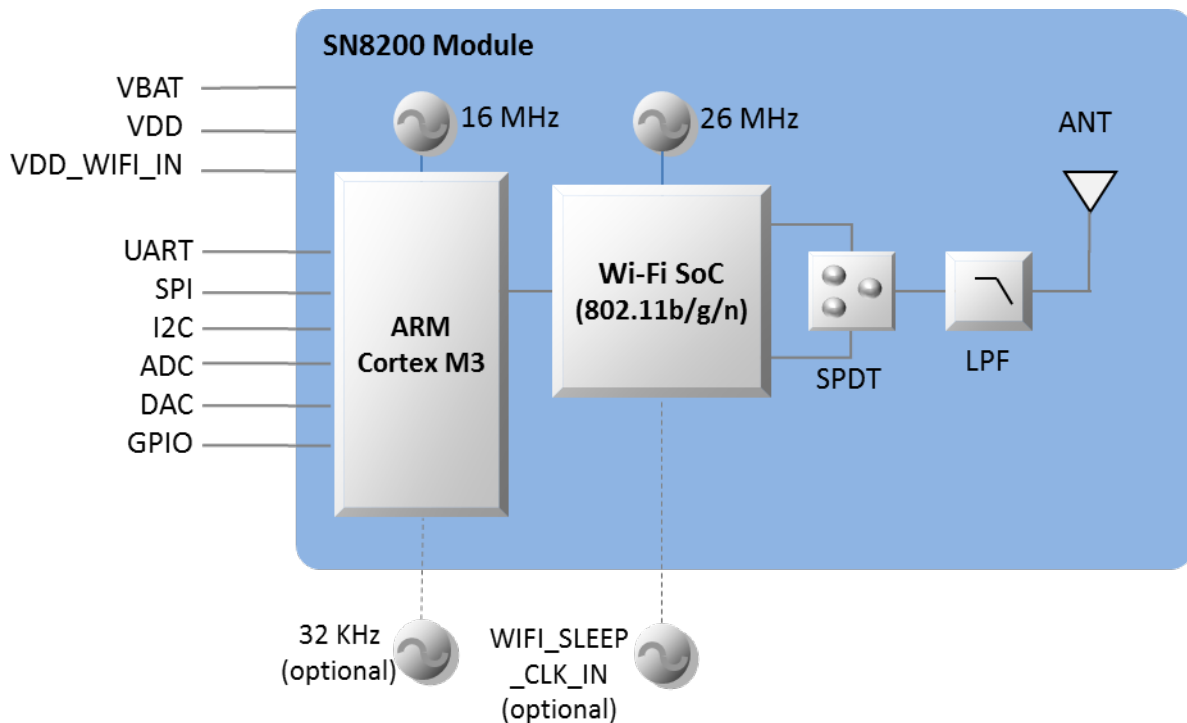 SN8200 Module
VBAT
VDD
VDD_WIFI_IN
16 MHz
26 MHz
ANT
UART
SPI
I2C
ADC
DAC
GPIO
ARM
Cortex M3
Wi-Fi SoC
(802.11b/g/n)
SPDT
LPF
32 KHz
(optional)
WIFI_SLEEP
_CLK_IN
(optional)